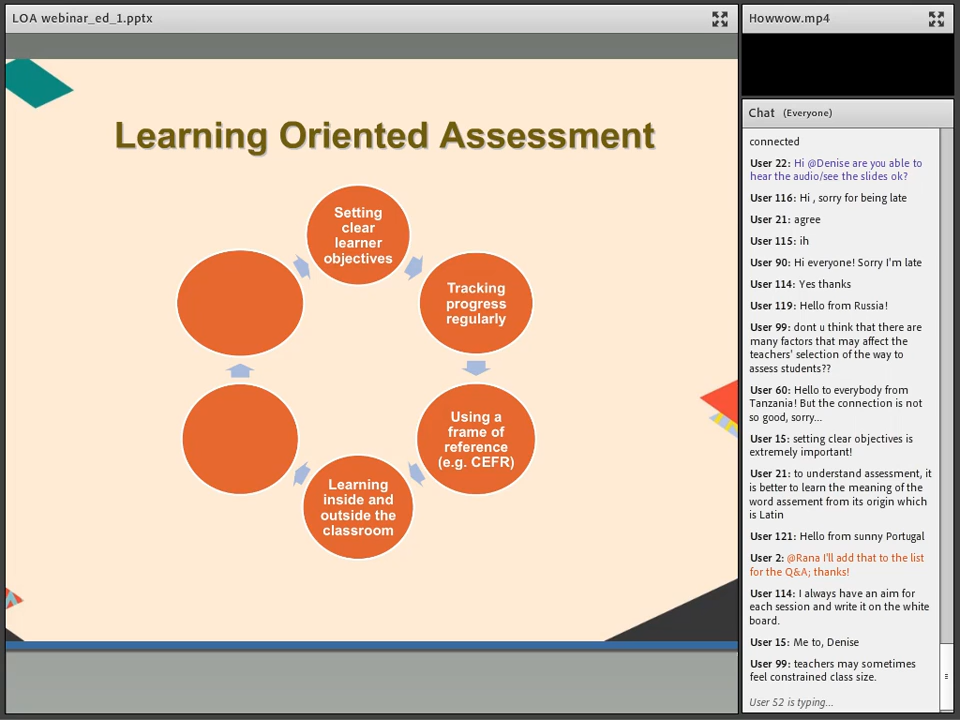 LOA webinar_ed_1.pptx
Learning Oriented Assessment
Setting
clear
learner
objectives
Tracking
progress
regularly
Using a
frame of
reference
(e.g. CEFR)
Learning
inside and
outside the
classroom
Howwow.mp4
Chat (Everyone)
connected
User 22: Hi @Denise are you able to
hear the audio/see the slides ok?
User 116: Hi , sorry for being late
User 21: agree
User 115: ih
User 90: Hi everyone! Sorry I'm late
User 114: Yes thanks
User 119: Hello from Russia!
User 99: dont u think that there are
many factors that may affect the
teachers' selection of the way to
assess students??
User 60: Hello to everybody from
Tanzania! But the connection is not
so good, sorry...
User 15: setting clear objectives is
extremely important!
User 21: to understand assessment, it
is better to learn the meaning of the
word assement from its origin which
is Latin
User 121: Hello from sunny Portugal
User 2: @Rana I'll add that to the list
for the Q&A; thanks!
User 114: I always have an aim for
each session and write it on the white
board.
User 15: Me to, Denise
User 99: teachers may sometimes
feel constrained class size.
User 52 is typing...